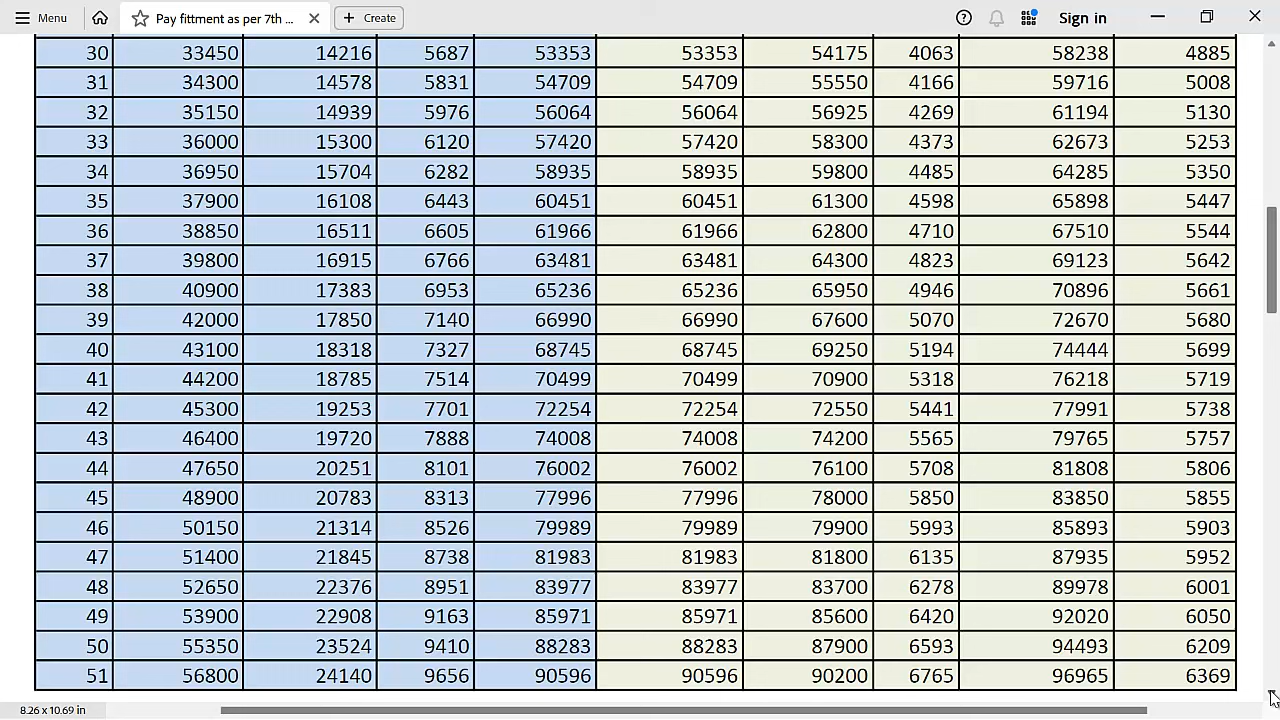 Menu Pay fittment as per 7th ... Create Sign in
30 33450 14216 5687 53353 53353 54175 4063 58238 4885
31 34300 14578 5831 54709 54709 55550 4166 59716 5008
32 35150 14939 5976 56064 56064 56925 4269 61194 5130
33 36000 15300 6120 57420 57420 58300 4373 62673 5253
34 36950 15704 6282 58935 58935 59800 4485 64285 5350
35 37900 16108 6443 60451 60451 61300 4598 65898 5447
36 38850 16511 6605 61966 61966 62800 4710 67510 5544
37 39800 16915 6766 63481 63481 64300 4823 69123 5642
38 40900 17383 6953 65236 65236 65950 4946 70896 5661
39 42000 17850 7140 66990 66990 67600 5070 72670 5680
40 43100 18318 7327 68745 68745 69250 5194 74444 5699
41 44200 18785 7514 70499 70499 70900 5318 76218 5719
42 45300 19253 7701 72254 72254 72550 5441 77991 5738
43 46400 19720 7888 74008 74008 74200 5565 79765 5757
44 47650 20251 8101 76002 76002 76100 5708 81808 5806
45 48900 20783 8313 77996 77996 78000 5850 83850 5855
46 50150 21314 8526 79989 79989 79900 5993 85893 5903
47 51400 21845 8738 81983 81983 81800 6135 87935 5952
48 52650 22376 8951 83977 83977 83700 6278 89978 6001
49 53900 22908 9163 85971 85971 85600 6420 92020 6050
50 55350 23524 9410 88283 88283 87900 6593 94493 6209
51 56800 24140 9656 90596 90596 90200 6765 96965 6369
8.26 x 10.69 in